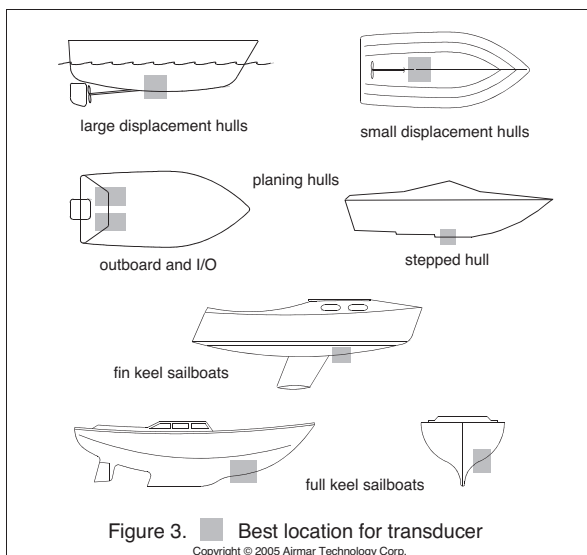 large displacement hulls
small displacement hulls
planing hulls
outboard and I/O
stepped hull
fin keel sailboats
full keel sailboats
Figure 3. Best location for transducer
Copyright © 2005 Airmar Technology Corp.